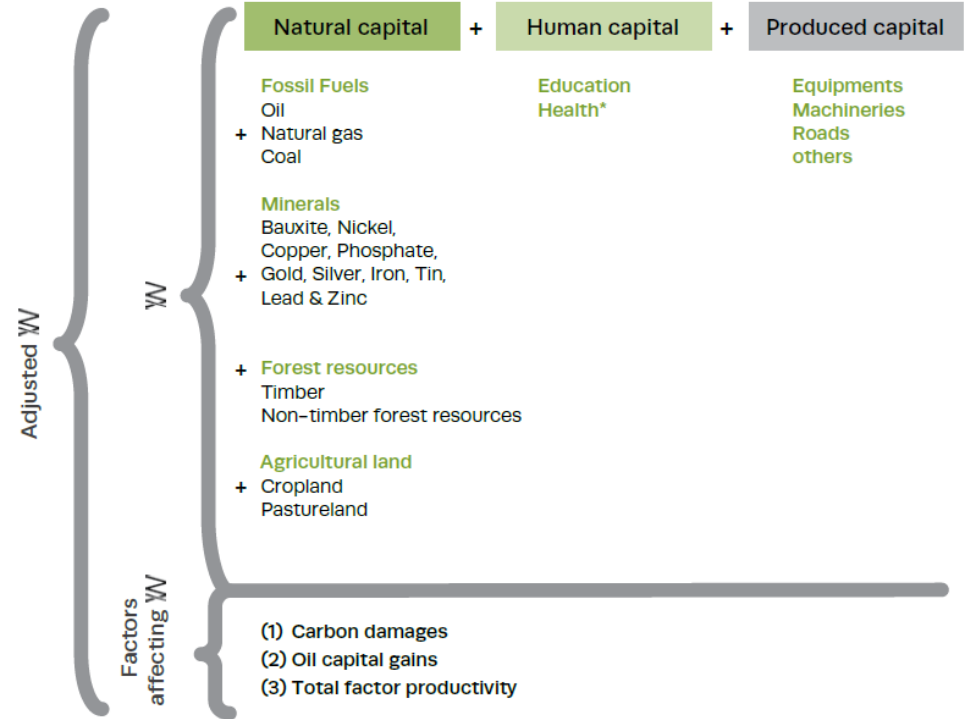 Natural capital + Human capital + Produced capital
Fossil Fuels
Oil
+ Natural gas
Coal
Education
Health*
Equipments
Machineries
Roads
others
Minerals
Bauxite, Nickel,
Copper, Phosphate,
+ Gold, Silver, Iron, Tin,
Lead & Zinc
+ Forest resources
Timber
Non-timber forest resources
Agricultural land
+ Cropland
Pastureland
W
Adjusted W
Factors
affecting W
(1) Carbon damages
(2) Oil capital gains
(3) Total factor productivity